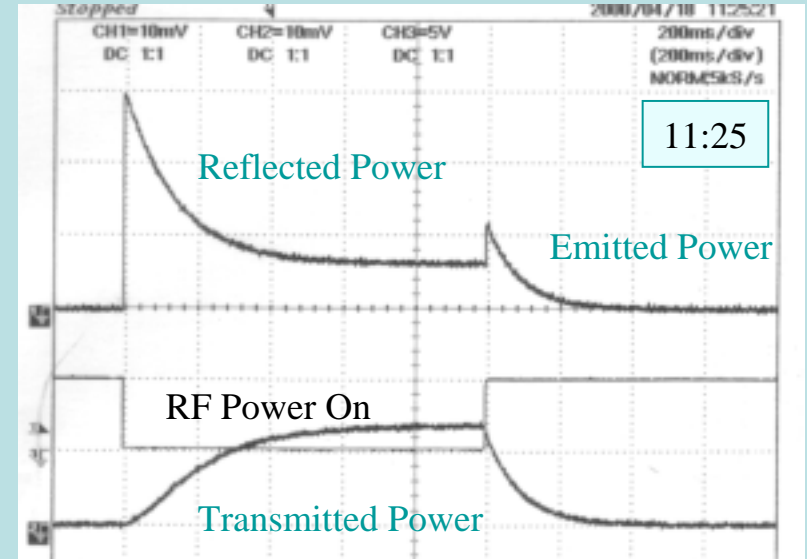 Stopped 2000/04/18 11:25:21
CH1=10mV CH2=10mV CH3=5V 200ms/div
DC 1:1 DC 1:1 DC 1:1 (200ms/div)
NORM:5kS/s
11:25
Reflected Power
Emitted Power
RF Power On
Transmitted Power